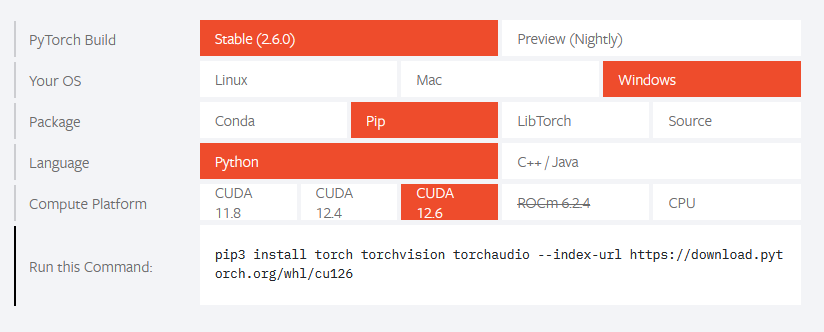 PyTorch Build
Stable (2.6.0)
Preview (Nightly)
Your OS
Linux
Mac
Windows
Package
Conda
Pip
LibTorch
Source
Language
Python
C++ / Java
Compute Platform
CUDA
11.8
CUDA
12.4
CUDA
12.6
ROCm 6.2.4
CPU
Run this Command:
pip3 install torch torchvision torchaudio --index-url https://download.pyt
orch.org/whl/cu126